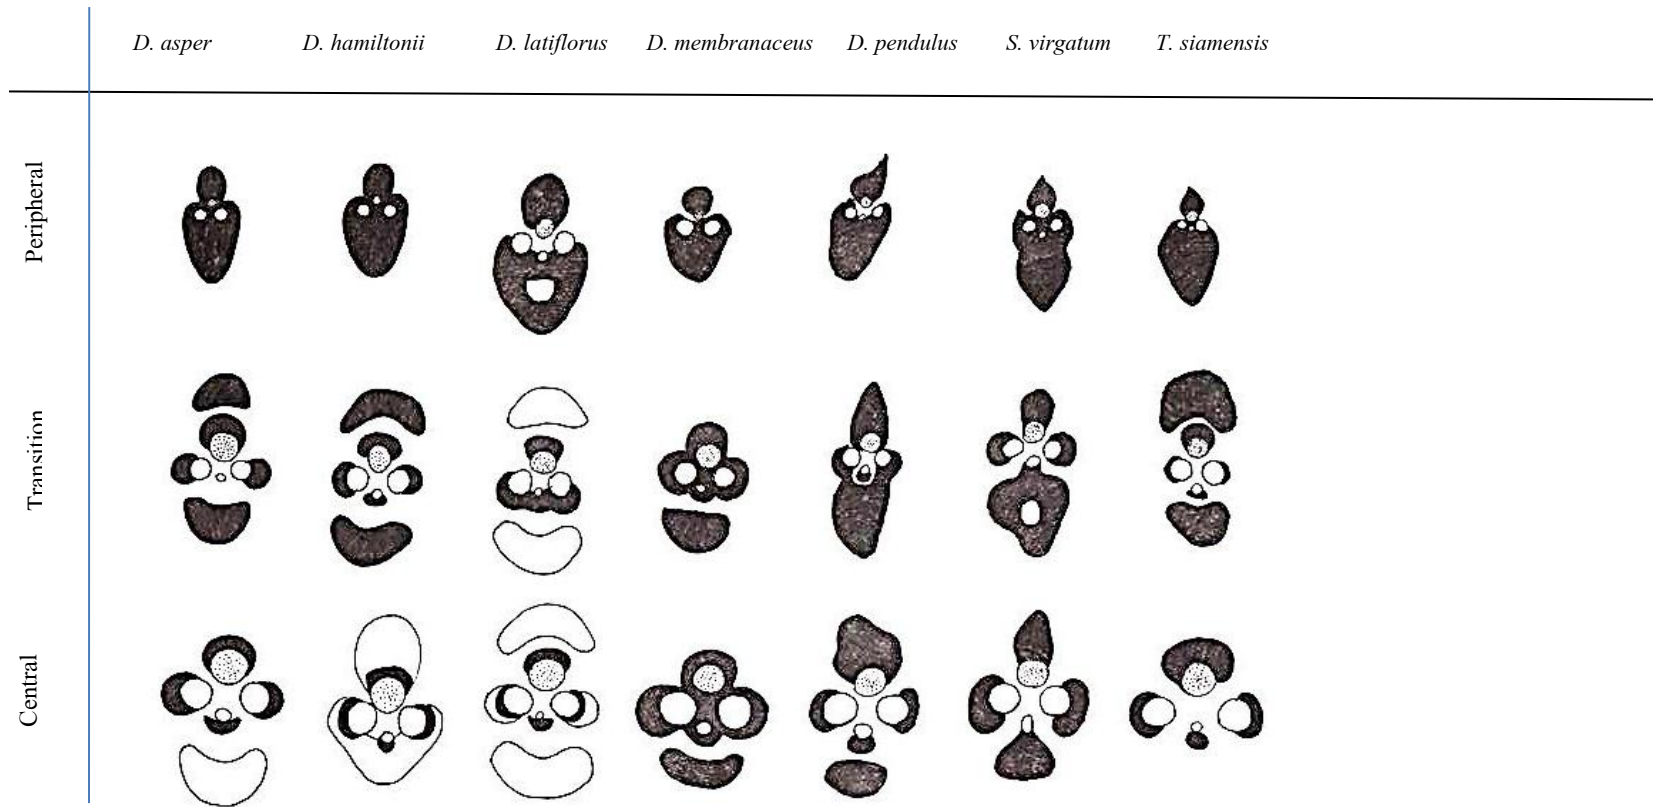 D. asper D. hamiltonii D. latiflorus D. membranaceus D. pendulus S. virgatum T. siamensis
Peripheral
Transition
Central